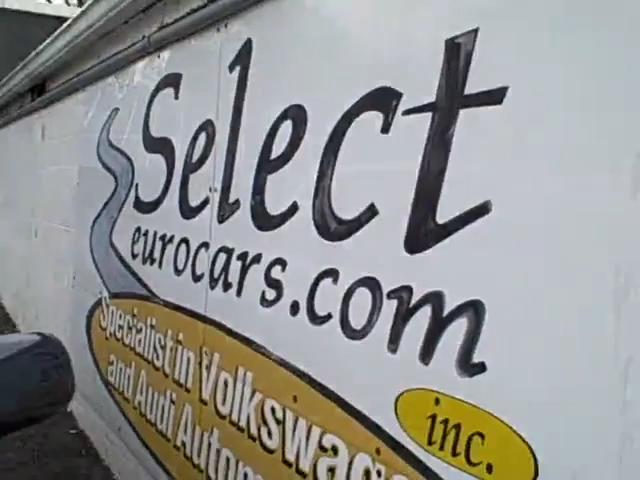 Select
eurocars.com
inc.
Specialist in
and Audi